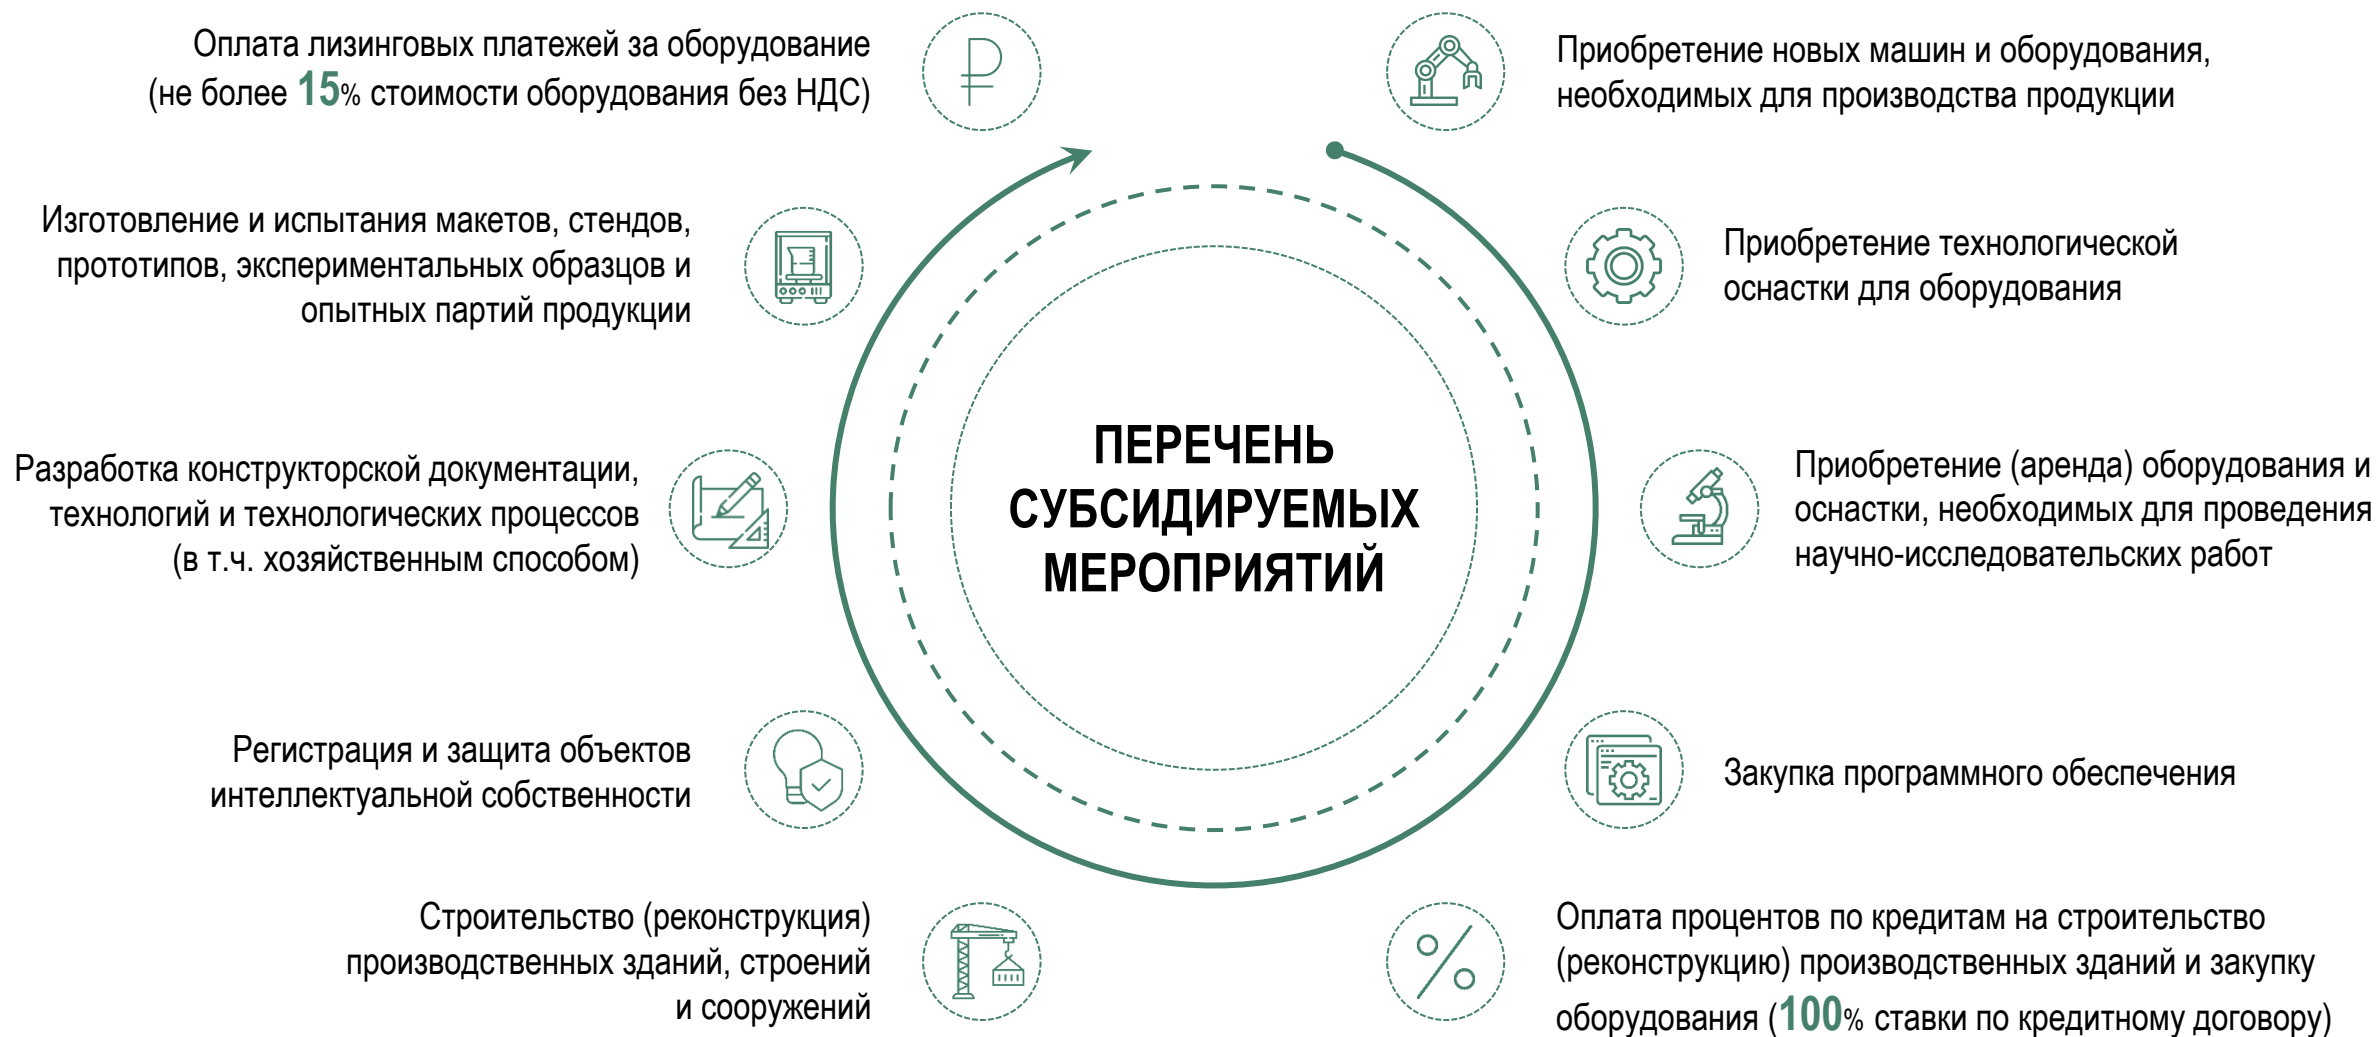 Оплата лизинговых платежей за оборудование
(не более 15% стоимости оборудования без НДС)
Изготовление и испытания макетов, стендов,
прототипов, экспериментальных образцов и
опытных партий продукции
Разработка конструкторской документации,
технологий и технологических процессов
(в т.ч. хозяйственным способом)
Регистрация и защита объектов
интеллектуальной собственности
Строительство (реконструкция)
производственных зданий, строений
и сооружений
ПЕРЕЧЕНЬ
СУБСИДИРУЕМЫХ
МЕРОПРИЯТИЙ
Приобретение новых машин и оборудования,
необходимых для производства продукции
Приобретение технологической
оснастки для оборудования
Приобретение (аренда) оборудования и
оснастки, необходимых для проведения
научно-исследовательских работ
Закупка программного обеспечения
Оплата процентов по кредитам на строительство
(реконструкцию) производственных зданий и закупку
оборудования (100% ставки по кредитному договору)